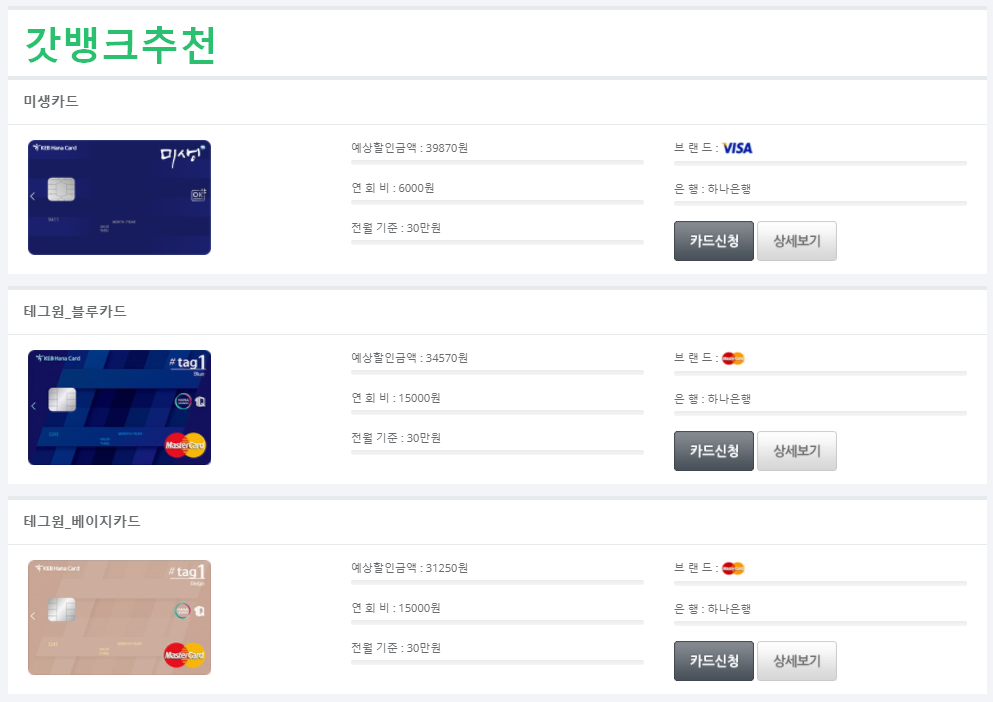 갓뱅크추천
미생카드
KEB Hana Card
미생
예상할인금액 : 39870원
브 랜 드 : VISA
연 회 비 : 6000원
은 행 : 하나은행
전월 기준 : 30만원
카드신청 상세보기
테그원_블루카드
KEB Hana Card
#tag1
Blue
MasterCard
예상할인금액 : 34570원
브 랜 드 : MasterCard
연 회 비 : 15000원
은 행 : 하나은행
전월 기준 : 30만원
카드신청 상세보기
테그원_베이지카드
KEB Hana Card
#tag1
Beige
MasterCard
예상할인금액 : 31250원
브 랜 드 : MasterCard
연 회 비 : 15000원
은 행 : 하나은행
전월 기준 : 30만원
카드신청 상세보기